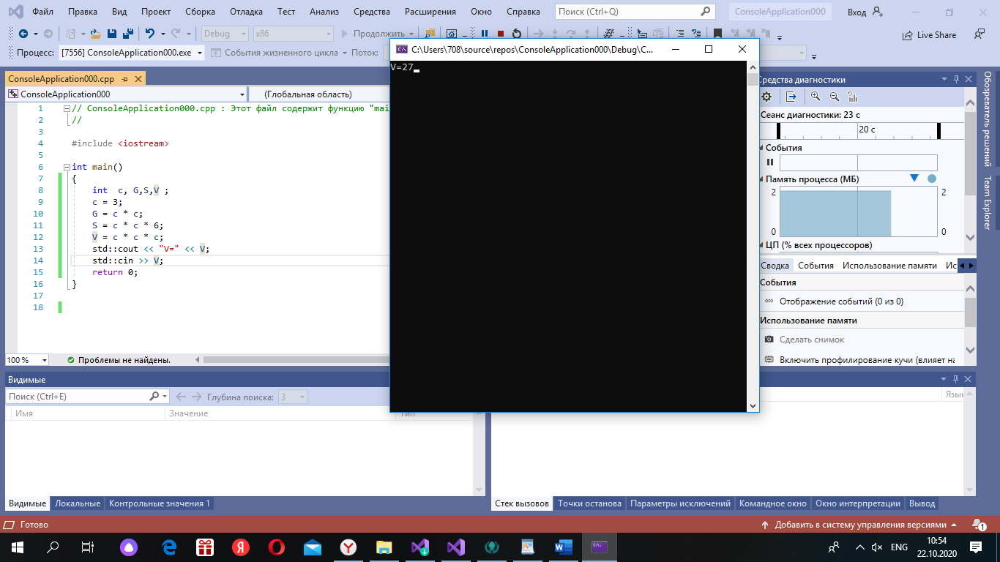 Файл Правка Вид Проект Сборка Отладка Тест Анализ Средства Расширения Окно Справка Поиск (Ctrl+Q) ConsoleApplication000 Вход
Debug x86 Продолжить Live Share
Процесс: [7556] ConsoleApplication000.exe События жизненного цикла Поток:
C:\Users\708\source\repos\ConsoleApplication000\Debug\C...
V=27
ConsoleApplication000.cpp
ConsoleApplication000 (Глобальная область)
1 // ConsoleApplication000.cpp : Этот файл содержит функцию "mai
2 //
3
4 #include <iostream>
5
6 int main()
7 {
8 int c, G,S,V ;
9 c = 3;
10 G = c * c;
11 S = c * c * 6;
12 V = c * c * c;
13 std::cout << "V=" << V;
14 std::cin >> V;
15 return 0;
16 }
17
18
100 % Проблемы не найдены.
Средства диагностики
Сеанс диагностики: 23 с
20 с
События
Память процесса (МБ)
2 2
0 0
ЦП (% всех процессоров)
Сводка События Использование памяти Ис
События
Отображение событий (0 из 0)
Использование памяти
Сделать снимок
Включить профилирование кучи (влияет на
Обозреватель решений
Team Explorer
Видимые
Поиск (Ctrl+E) Глубина поиска: 3
Имя Значение Тип
Язык
Видимые Локальные Контрольные значения 1
Стек вызовов Точки останова Параметры исключений Командное окно Окно интерпретации Вывод
Готово Добавить в систему управления версиями 1
ENG 10:54
22.10.2020